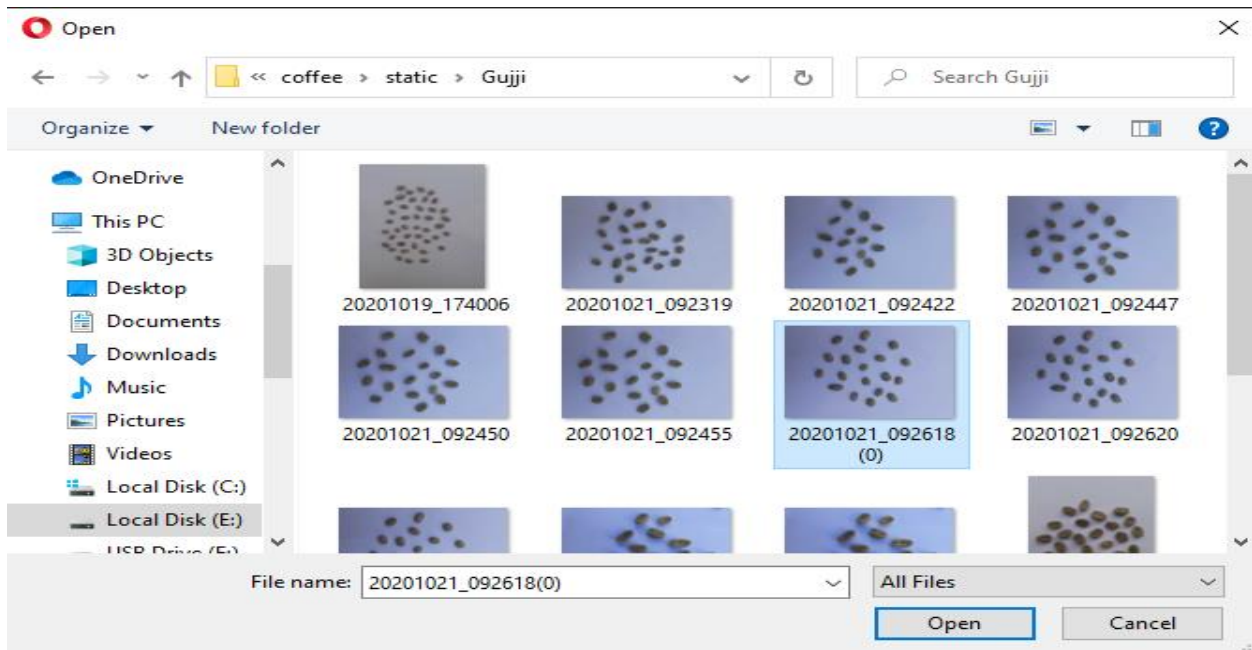 Open
« coffee › static › Gujji
Search Gujji
Organize
New folder
OneDrive
This PC
3D Objects
Desktop
Documents
Downloads
Music
Pictures
Videos
Local Disk (C:)
Local Disk (E:)
20201019_174006
20201021_092319
20201021_092422
20201021_092447
20201021_092450
20201021_092455
20201021_092618
(0)
20201021_092620
File name:
20201021_092618(0)
All Files
Open
Cancel